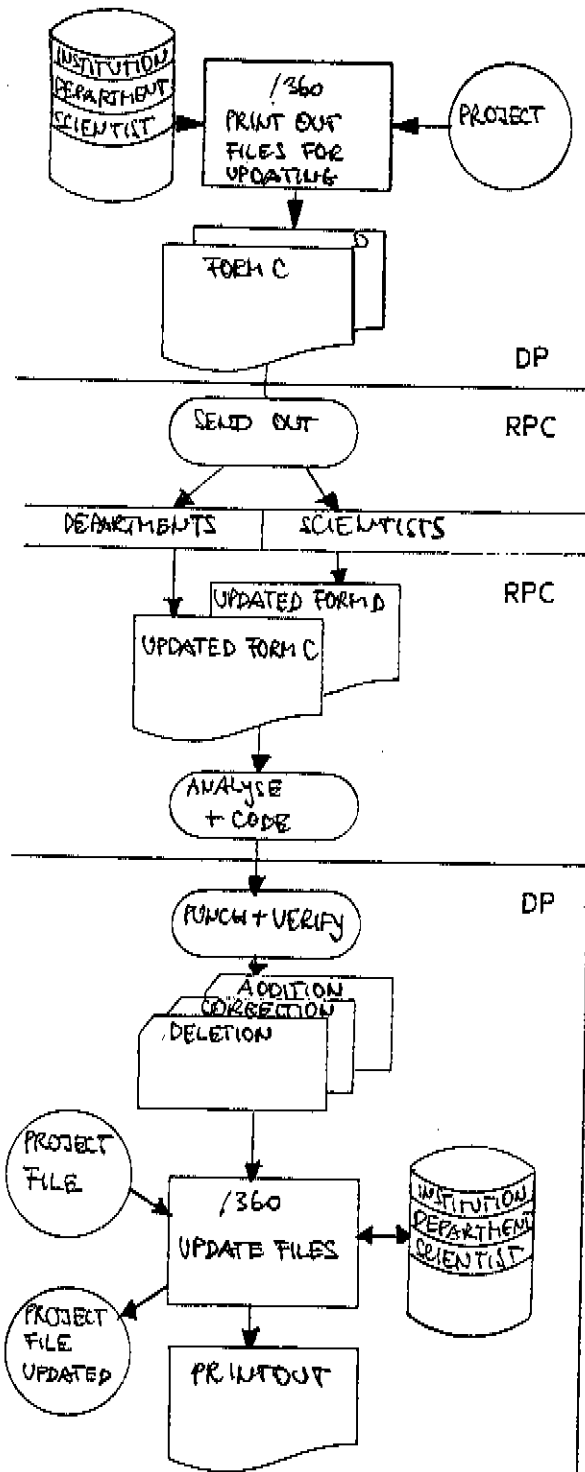 INSTITUTION
DEPARTMENT
SCIENTIST
/360
PRINT OUT
FILES FOR
UPDATING
PROJECT
D
FORM C
DP
SEND OUT
RPC
DEPARTMENTS
SCIENTISTS
RPC
UPDATED FORM D
UPDATED FORM C
ANALYSE
+ CODE
DP
PUNCH + VERIFY
ADDITION
CORRECTION
DELETION
PROJECT
FILE
/360
UPDATE FILES
INSTITUTION
DEPARTMENT
SCIENTIST
PROJECT
FILE
UPDATED
PRINTOUT